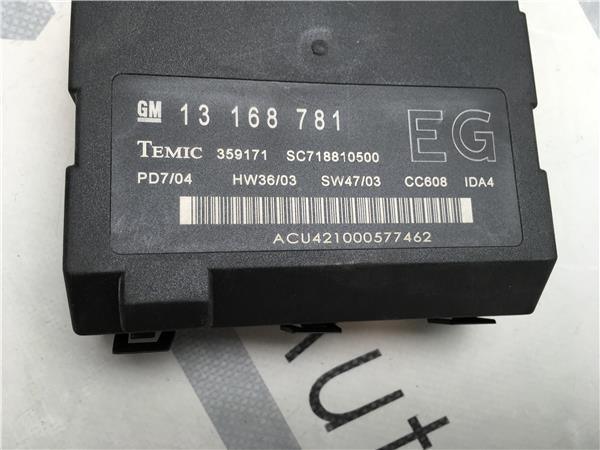 GM 13 168 781 EG
TEMIC 359171 SC718810500
PD7/04 HW36/03 SW47/03 CC608 IDA4
ACU421000577462